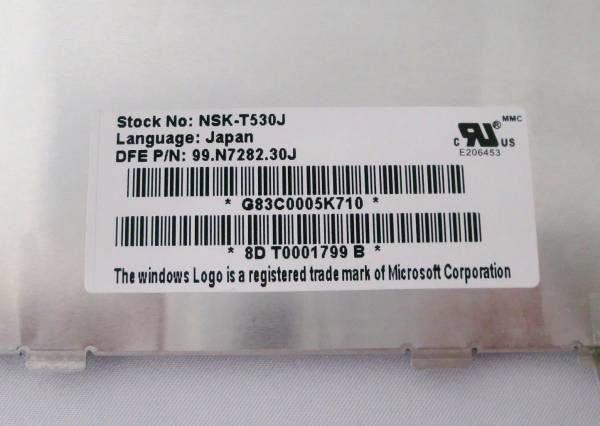 Stock No: NSK-T530J
Language: Japan
DFE P/N: 99.N7282.30J
MMC
C RU® US
E206453
* G83C0005K710 *
* 8D T0001799 B *
The windows Logo is a registered trade mark of Microsoft Corporation